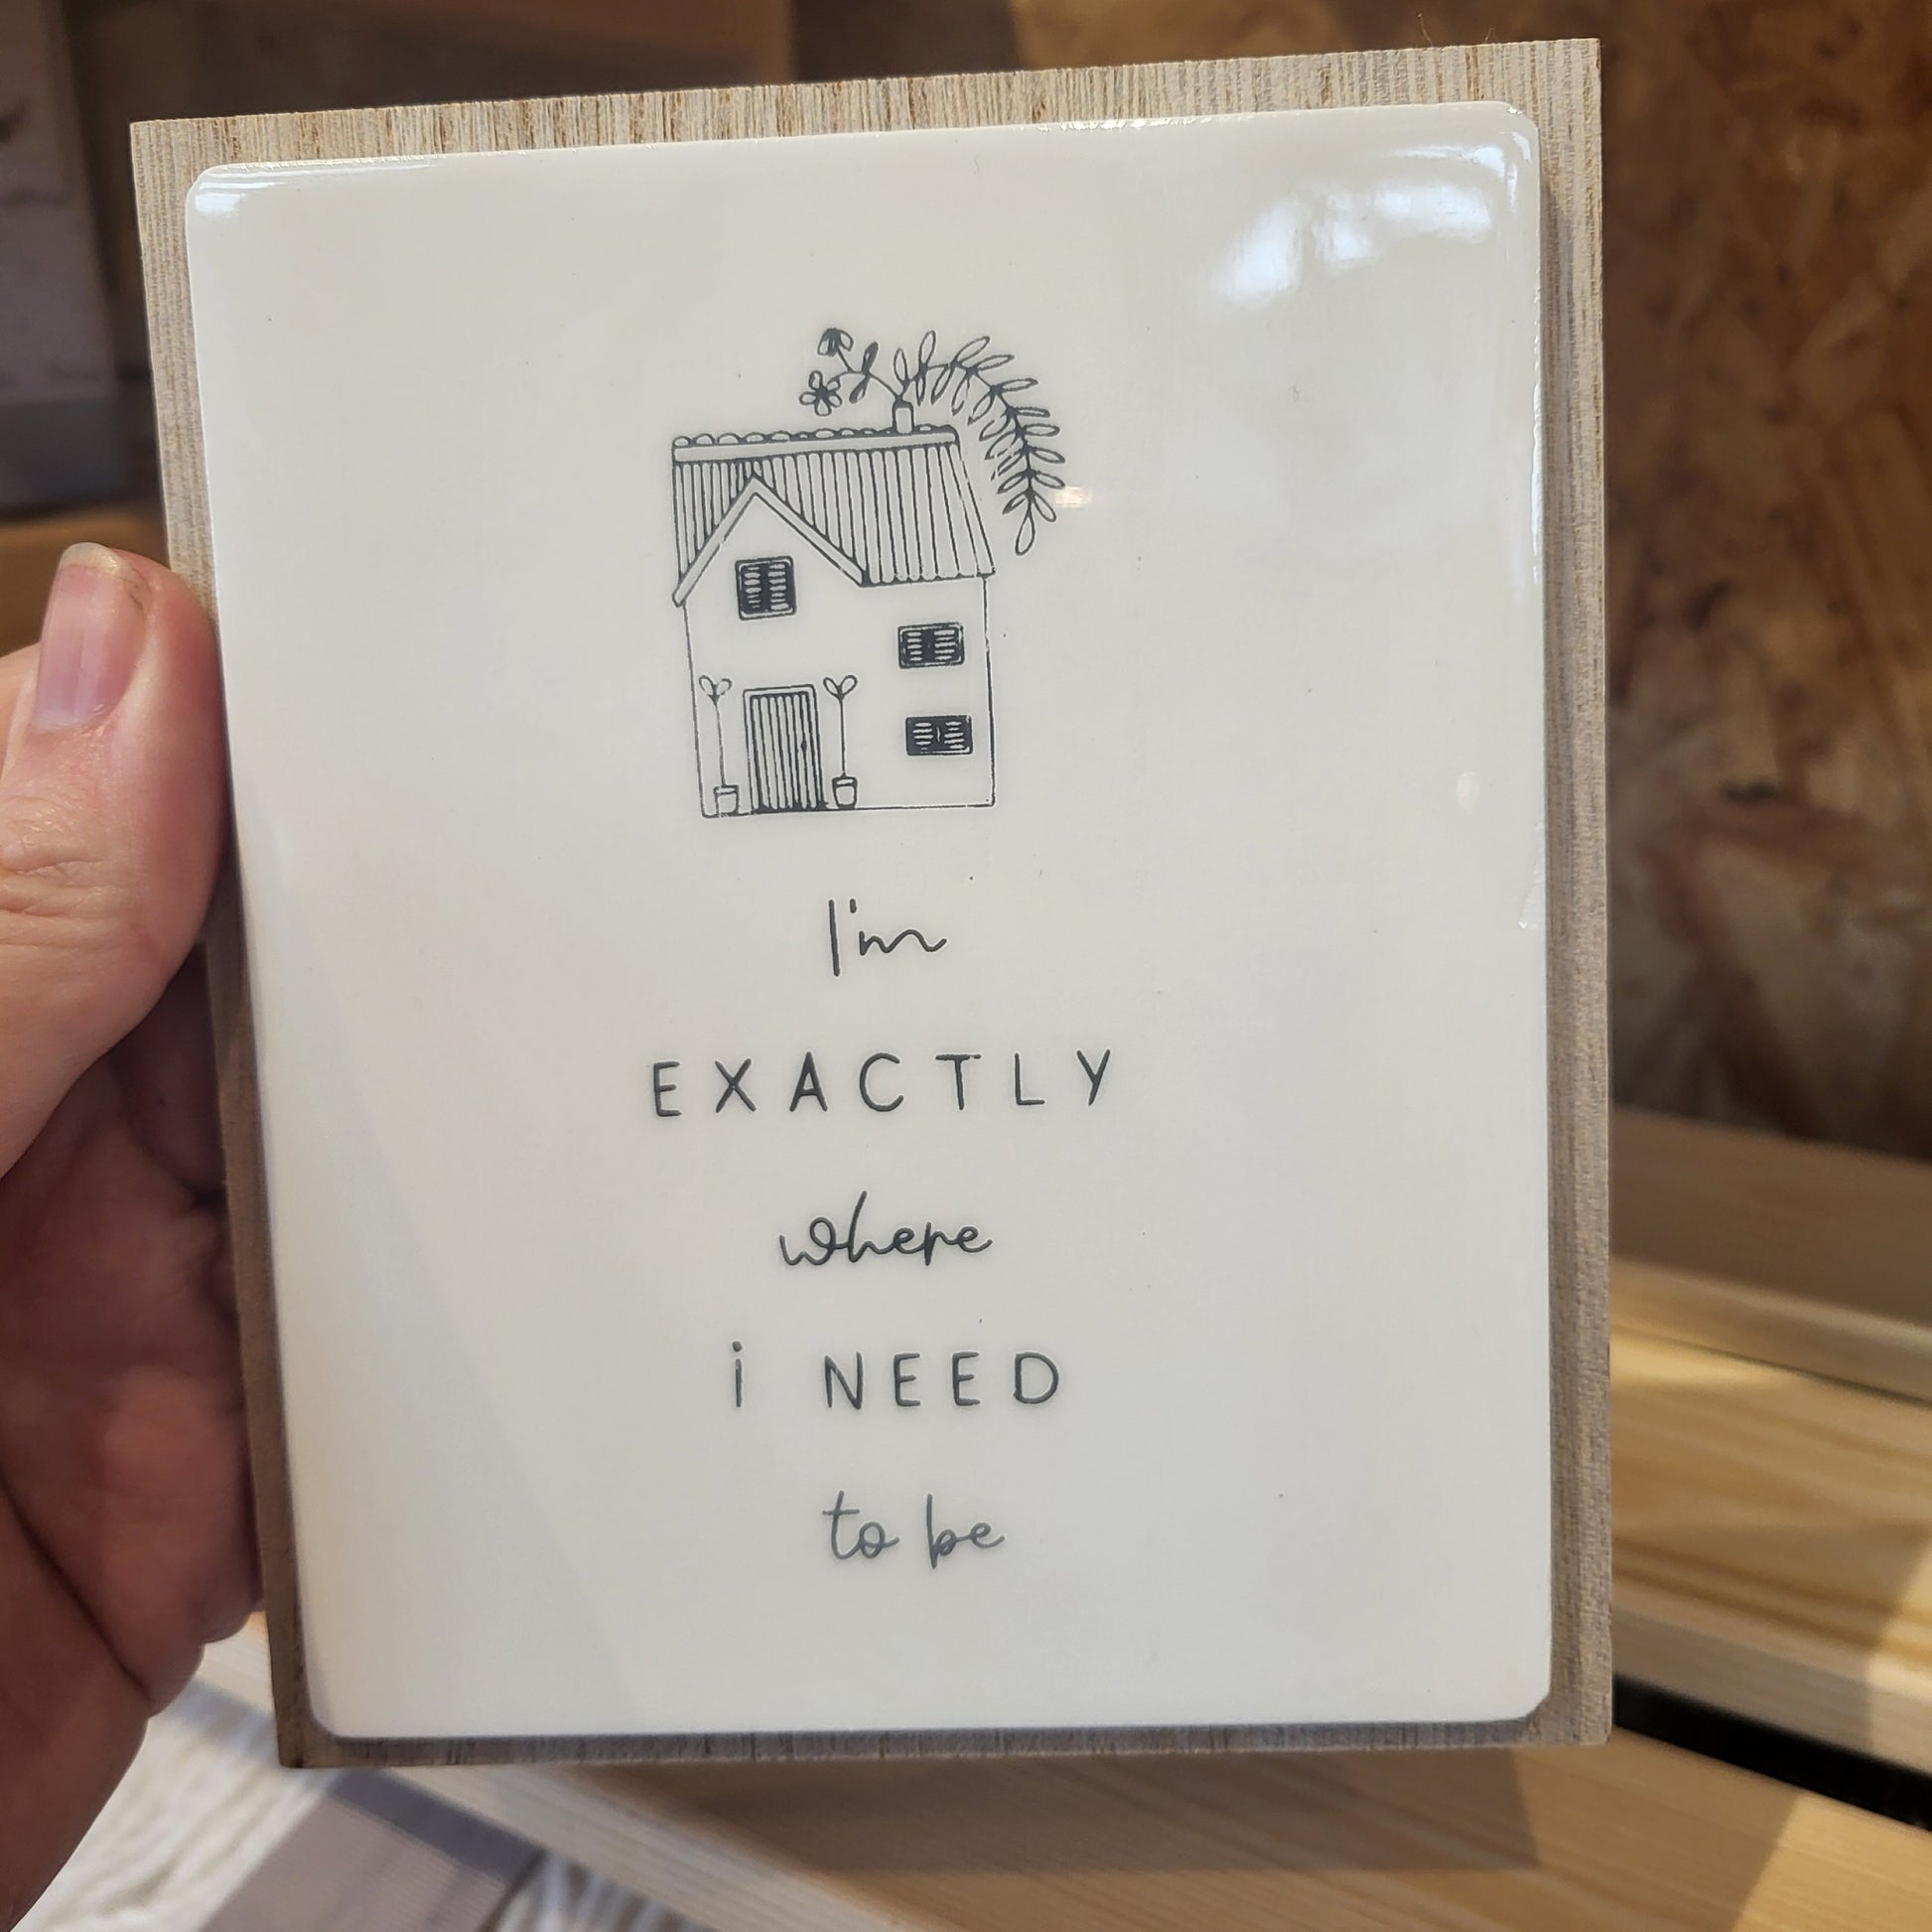 I'm
EXACTLY
where
i NEED
to be